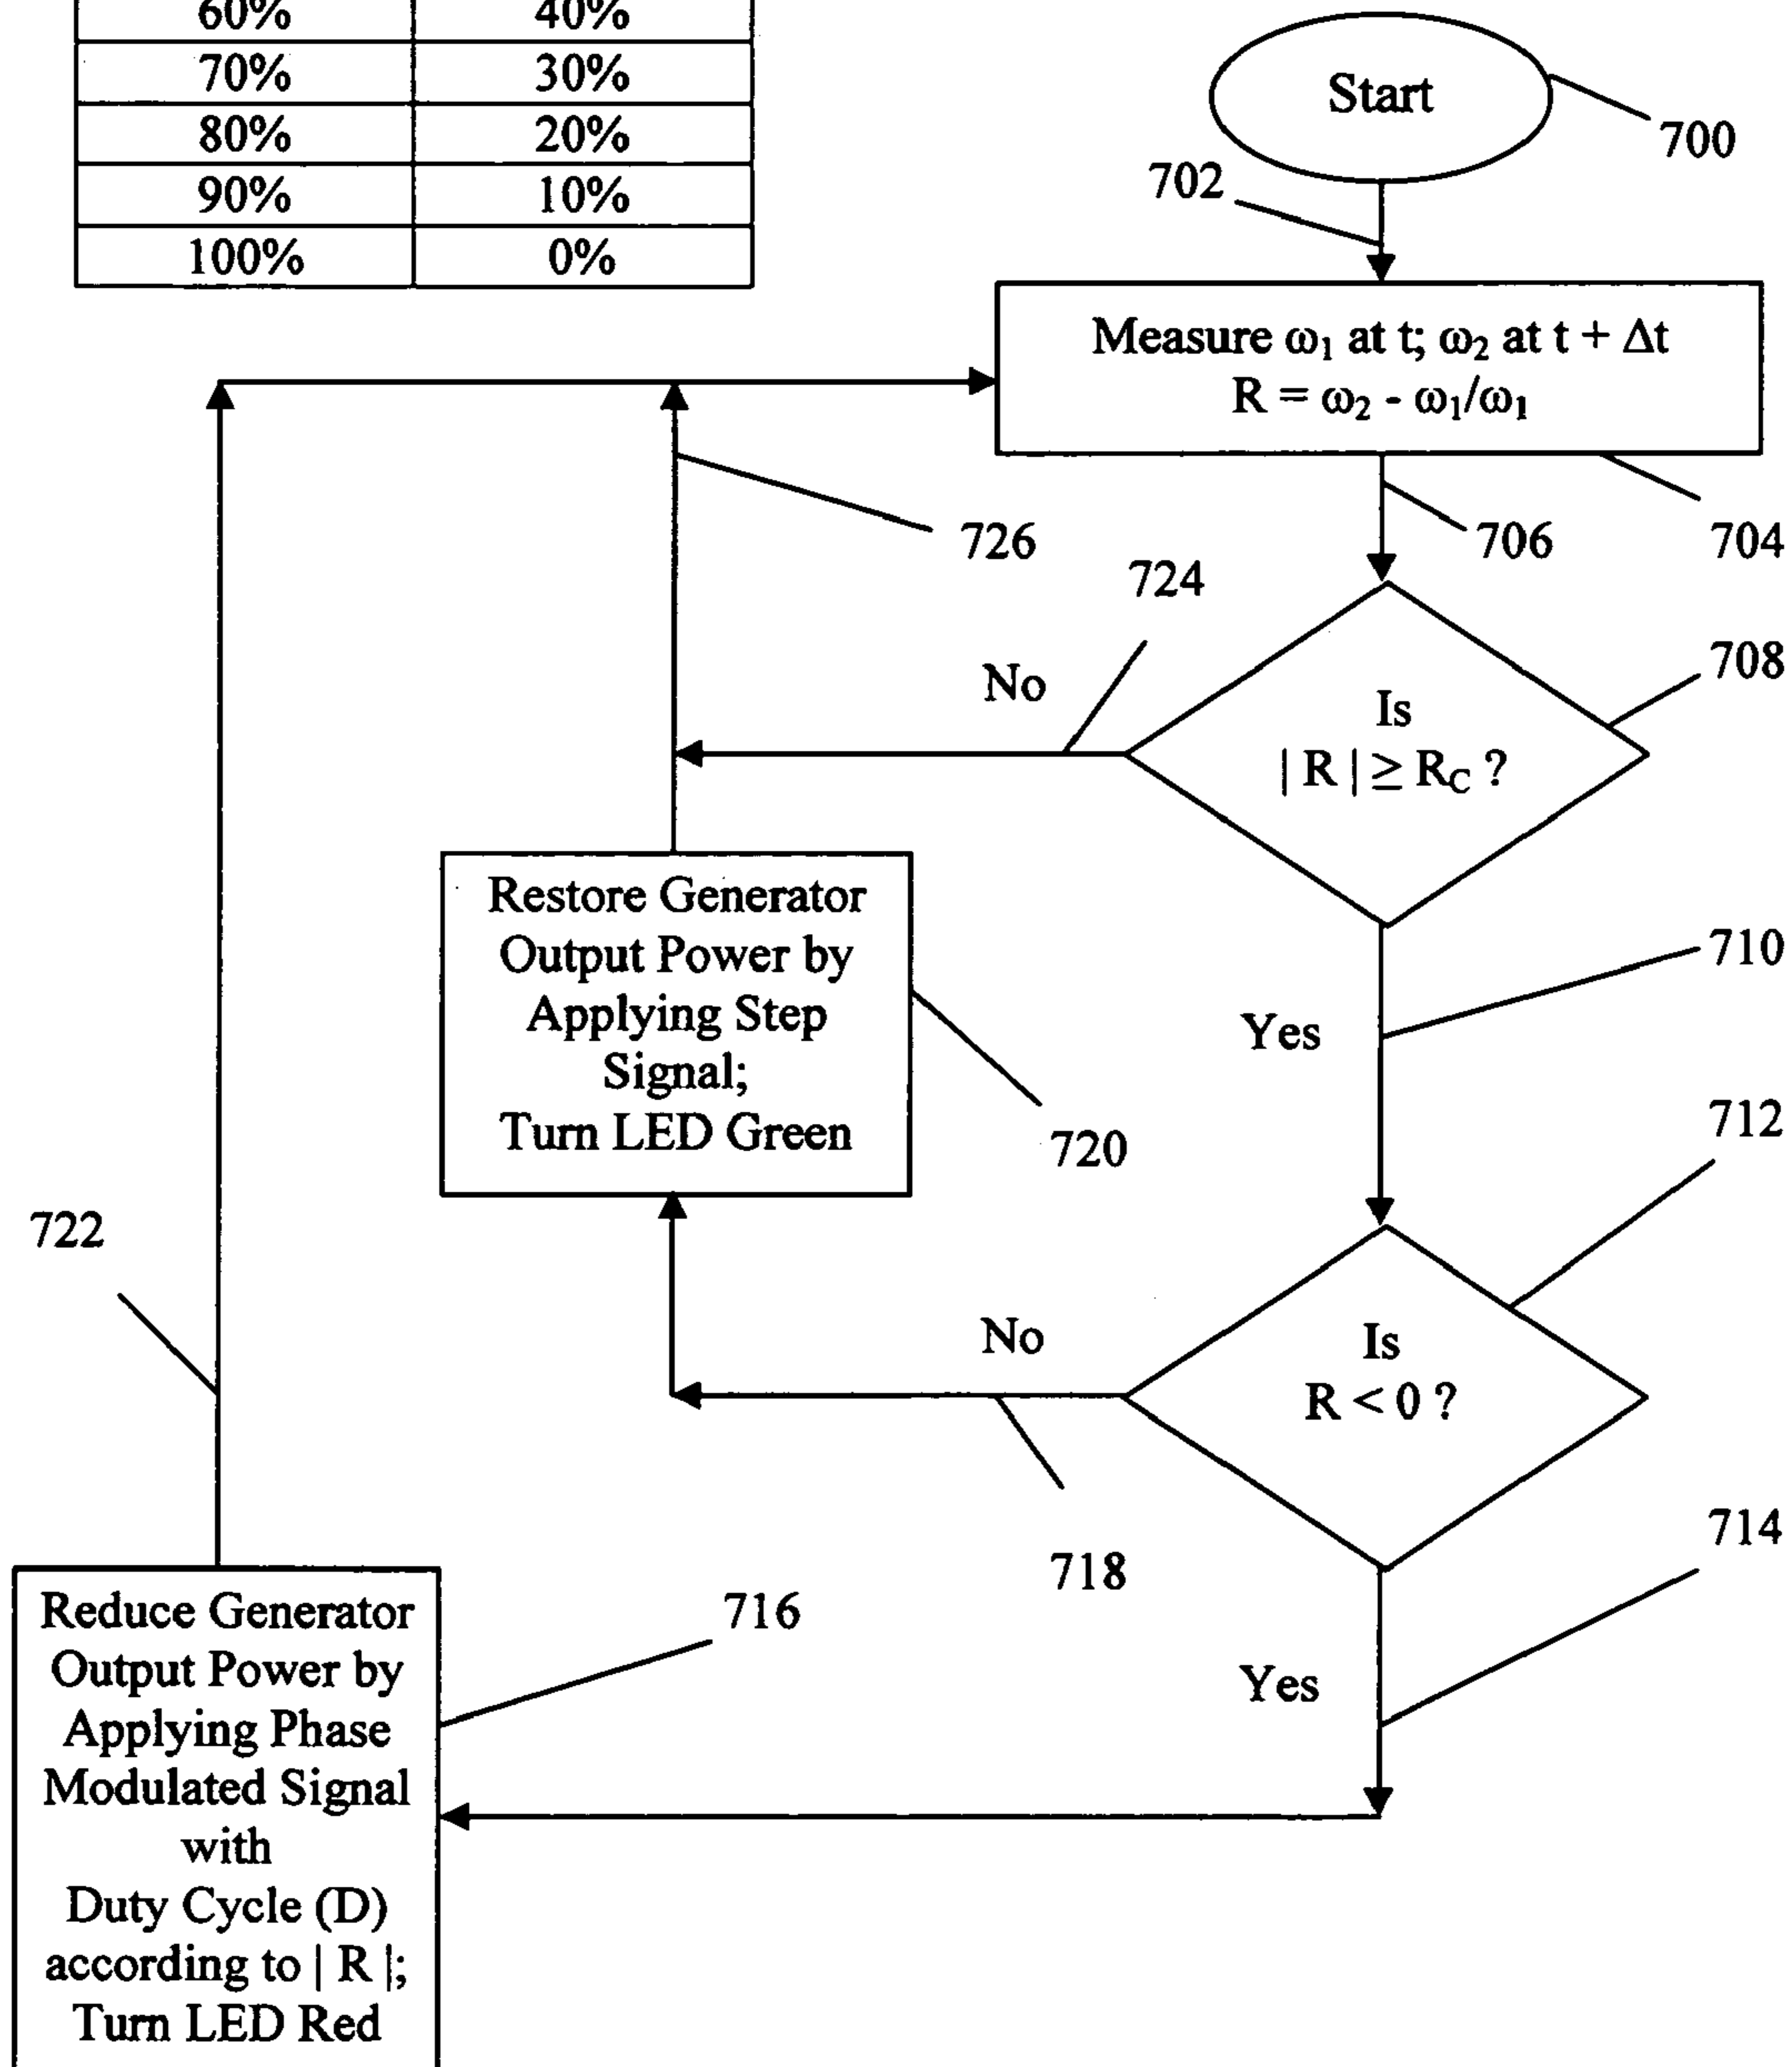 60% 40%
70% 30%
80% 20%
90% 10%
100% 0%
Start
700
702
Measure ω₁ at t; ω₂ at t + Δt
R = ω₂ - ω₁/ω₁
726
706
704
724
708
No
Is
| R | ≥ R_C ?
Restore Generator
Output Power by
Applying Step
Signal;
Turn LED Green
710
Yes
720
712
722
No
Is
R < 0 ?
718
714
Reduce Generator
Output Power by
Applying Phase
Modulated Signal
with
Duty Cycle (D)
according to | R |;
Turn LED Red
716
Yes